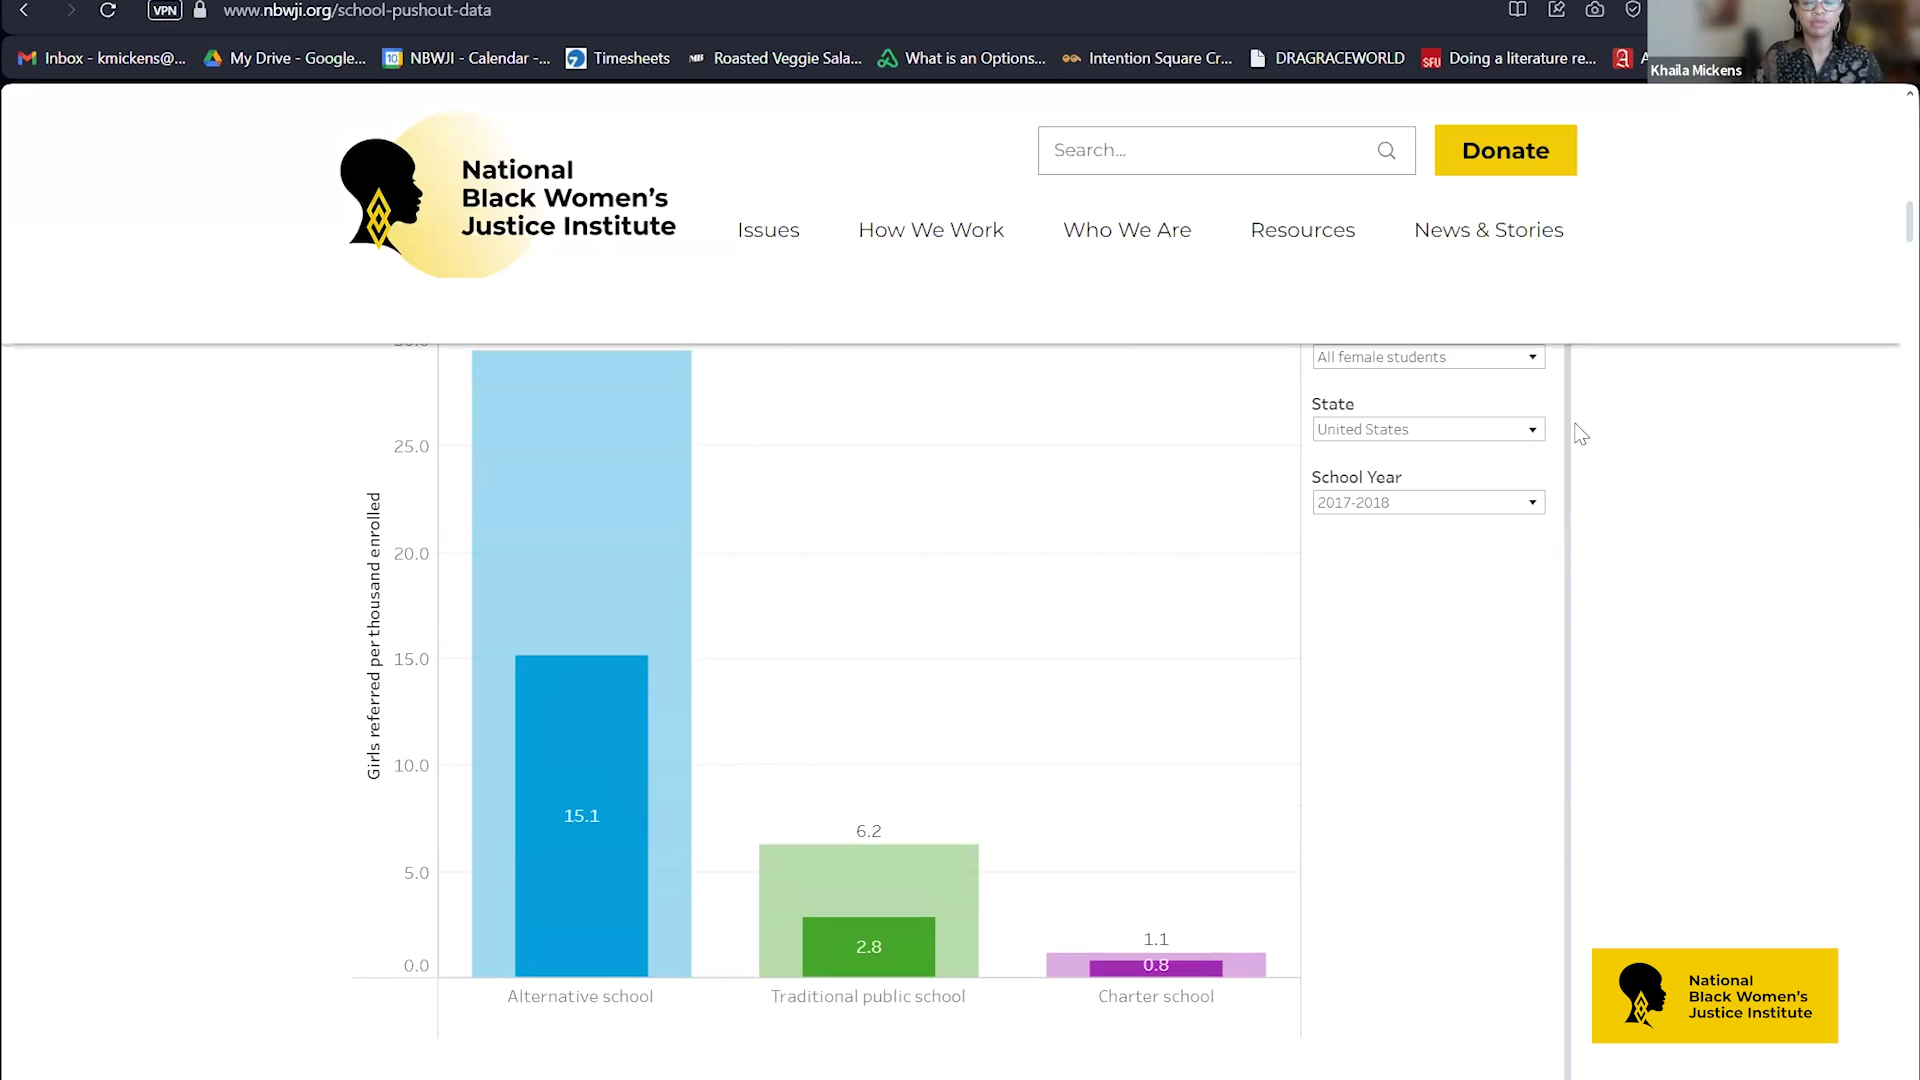 VPN
www.nbwji.org/school-pushout-data
Inbox - kmickens@...
My Drive - Google...
10
NBWJI - Calendar -...
Timesheets
Roasted Veggie Sala...
What is an Options...
Intention Square Cr...
DRAGRACEWORLD
SFU
Doing a literature re...
Khaila Mickens
National
Black Women's
Justice Institute
Search...
Donate
Issues
How We Work
Who We Are
Resources
News & Stories
All female students
State
United States
School Year
2017-2018
Girls referred per thousand enrolled
25.0
20.0
15.0
10.0
5.0
0.0
15.1
6.2
2.8
1.1
0.8
Alternative school
Traditional public school
Charter school
National
Black Women's
Justice Institute